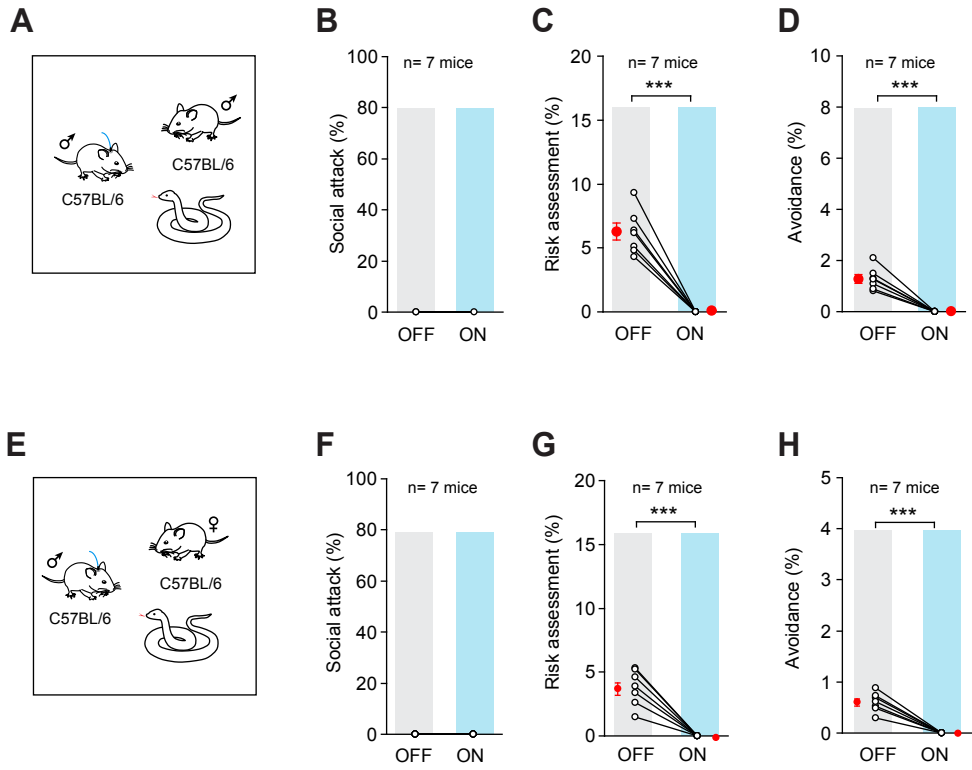 A
♂
♂
C57BL/6
C57BL/6
B
n= 7 mice
Social attack (%)
100
80
60
40
20
0
OFF ON
C
n= 7 mice
***
Risk assessment (%)
20
15
10
5
0
OFF ON
D
n= 7 mice
***
Avoidance (%)
10
8
6
4
2
0
OFF ON
E
♂
♀
C57BL/6
C57BL/6
F
n= 7 mice
Social attack (%)
100
80
60
40
20
0
OFF ON
G
n= 7 mice
***
Risk assessment (%)
20
15
10
5
0
OFF ON
H
n= 7 mice
***
Avoidance (%)
5
4
3
2
1
0
OFF ON